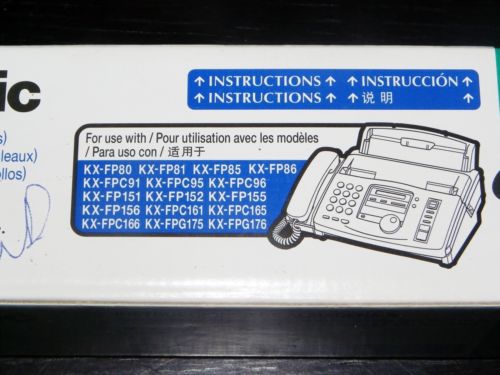 ic
↑ INSTRUCTIONS ↑ ↑ INSTRUCCIÓN ↑
↑ INSTRUCTIONS ↑ ↑ 说 明 ↑
s)
leaux)
llos)
For use with / Pour utilisation avec les modèles
/ Para uso con / 适用于
KX-FP80 KX-FP81 KX-FP85 KX-FP86
KX-FPC91 KX-FPC95 KX-FPC96
KX-FP151 KX-FP152 KX-FP155
KX-FP156 KX-FPC161 KX-FPC165
KX-FPC166 KX-FPG175 KX-FPG176